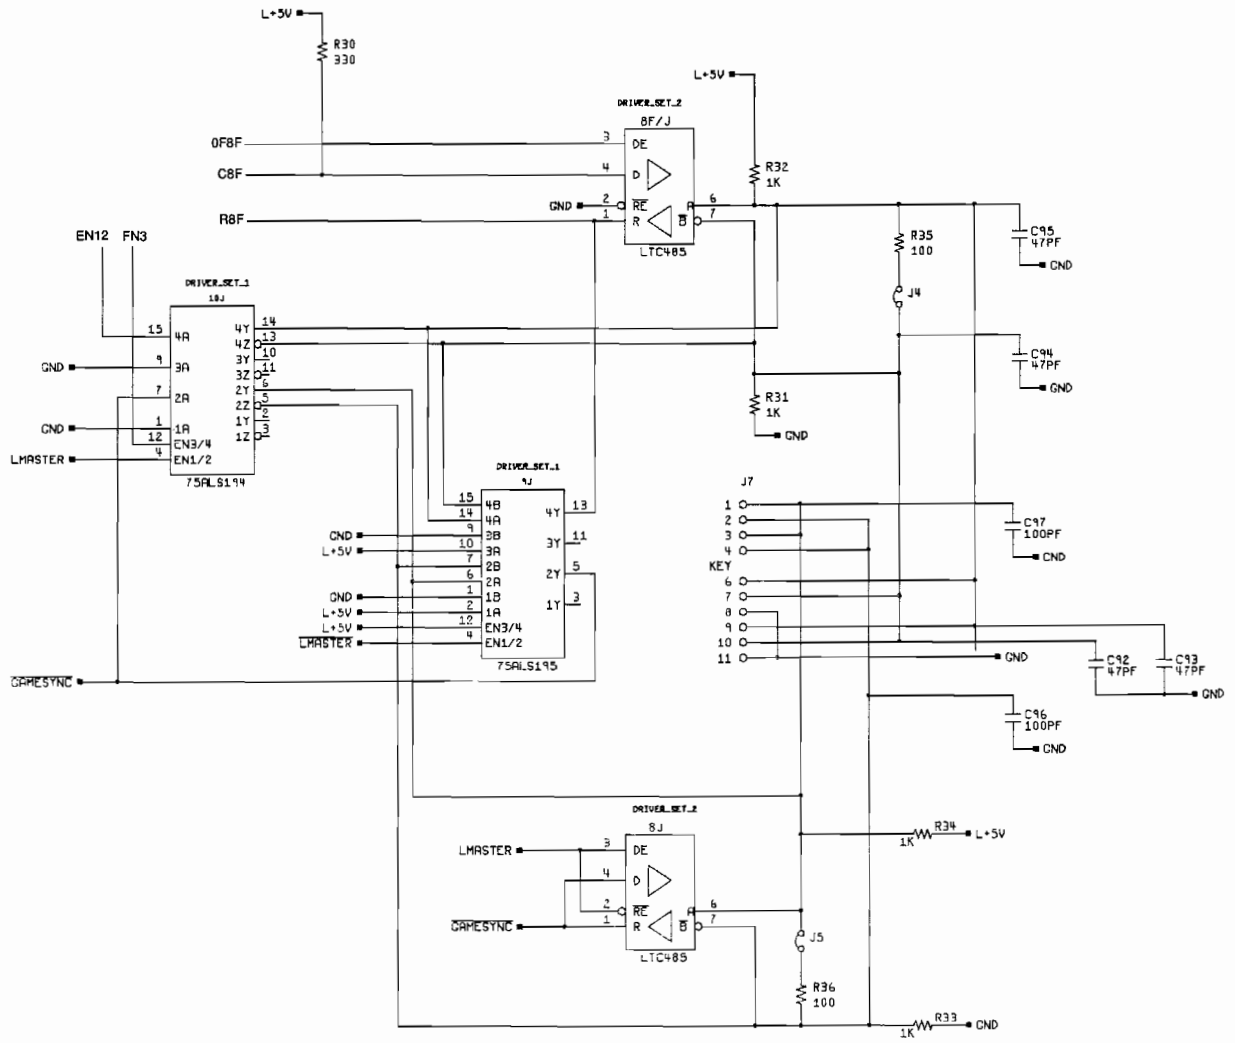 L+5V
R30
330
L+5V
DRIVER_SET_2
8F/J
0F8F
3
DE
C8F
4
D
R32
1K
GND
2
RE
A
6
R8F
1
R
B
7
LTC485
R35
100
C95
47PF
GND
EN12
FN3
DRIVER_SET_1
10J
J4
15
4A
4Y
14
4Z
13
3Y
10
GND
9
3A
3Z
11
7
2A
2Y
6
2Z
5
1Y
2
GND
1
1A
1Z
3
12
EN3/4
LMASTER
4
EN1/2
75ALS194
C94
47PF
GND
R31
1K
GND
DRIVER_SET_1
9J
J7
15
4B
4Y
13
14
4A
GND
9
3B
3Y
11
L+5V
10
3A
7
2B
2Y
5
6
2A
GND
1
1B
1Y
3
L+5V
2
1A
L+5V
12
EN3/4
LMASTER
4
EN1/2
75ALS195
1
2
3
4
KEY
6
7
8
9
10
11
C97
100PF
GND
GND
C92
47PF
C93
47PF
GND
GAMESYNC
C96
100PF
GND
DRIVER_SET_2
8J
R34
1K
L+5V
LMASTER
3
DE
4
D
2
RE
A
6
GAMESYNC
1
R
B
7
LTC485
J5
R36
100
R33
1K
GND